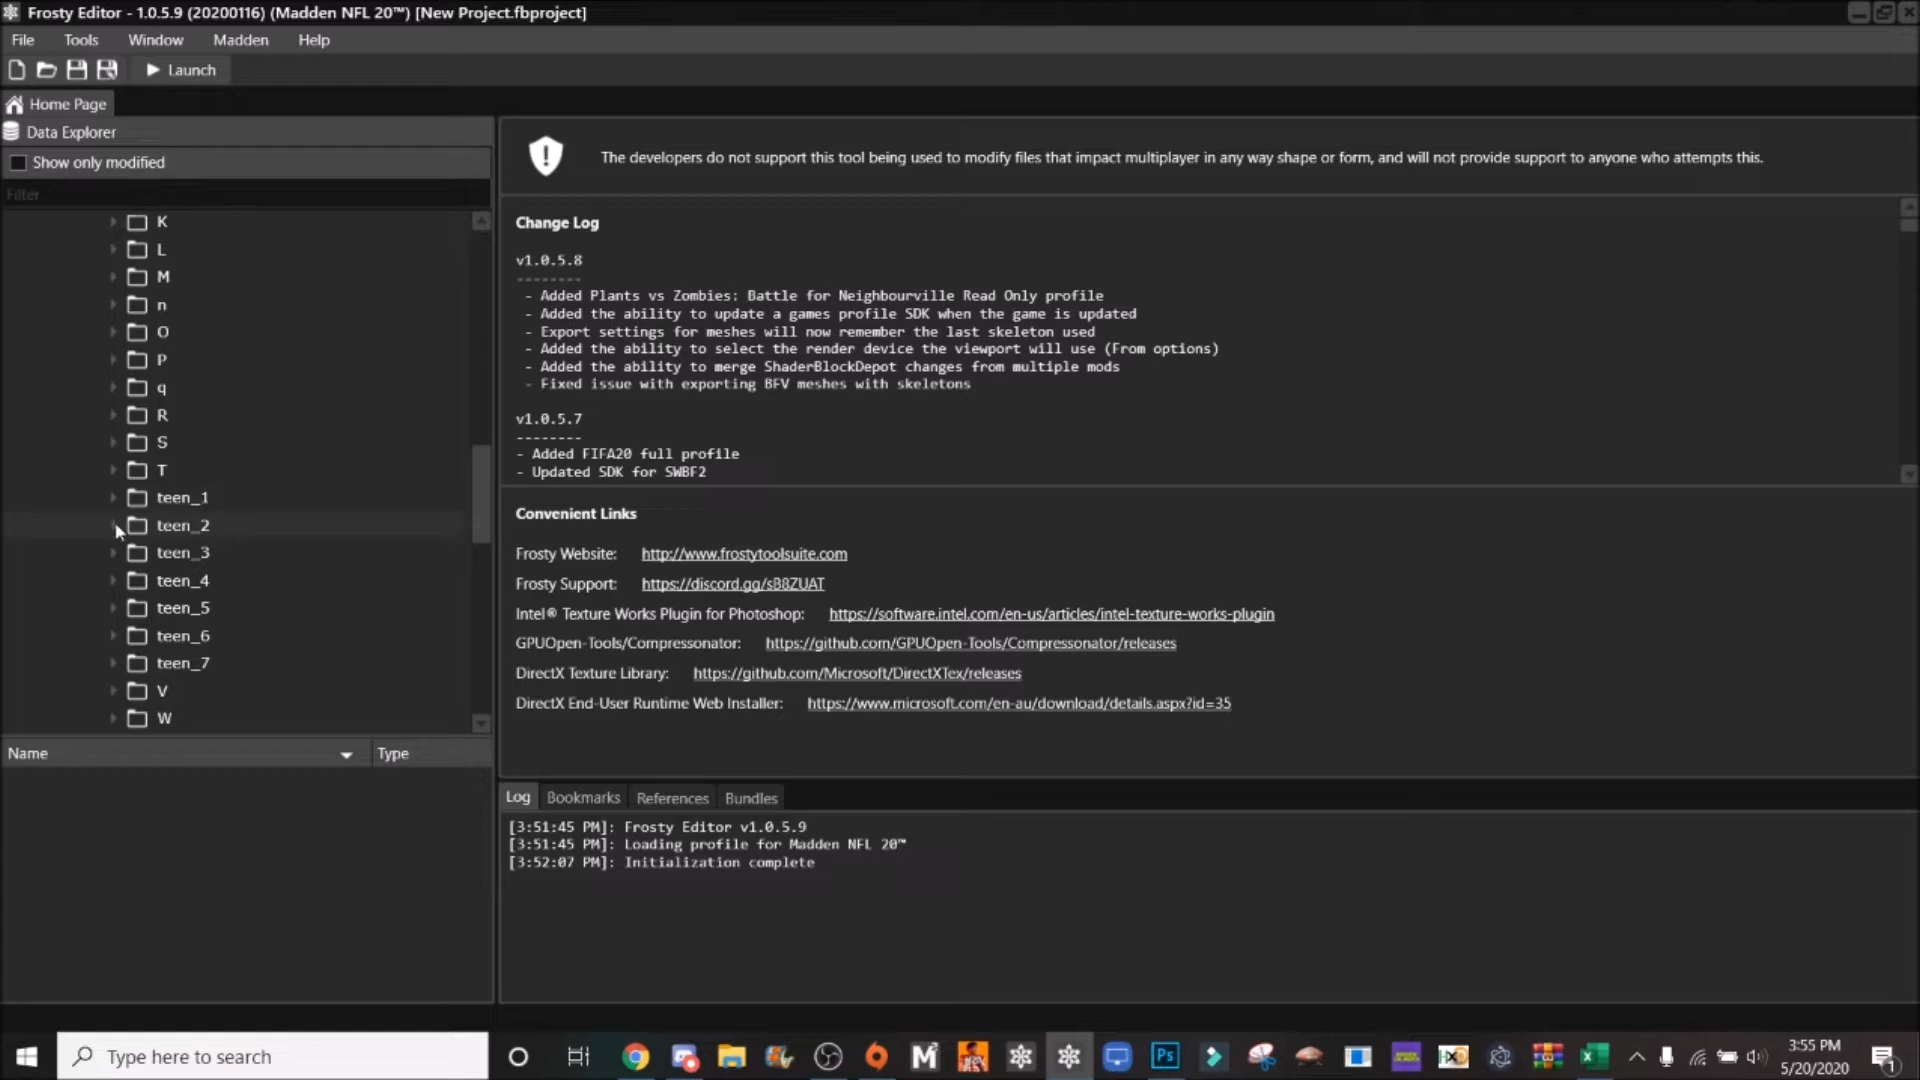 Frosty Editor - 1.0.5.9 (20200116) (Madden NFL 20™) [New Project.fbproject]
File Tools Window Madden Help
Launch
Home Page
Data Explorer
Show only modified
Filter
K
L
M
n
O
P
q
R
S
T
teen_1
teen_2
teen_3
teen_4
teen_5
teen_6
teen_7
V
W
Name Type
The developers do not support this tool being used to modify files that impact multiplayer in any way shape or form, and will not provide support to anyone who attempts this.
Change Log
v1.0.5.8
--------
- Added Plants vs Zombies: Battle for Neighbourville Read Only profile
- Added the ability to update a games profile SDK when the game is updated
- Export settings for meshes will now remember the last skeleton used
- Added the ability to select the render device the viewport will use (From options)
- Added the ability to merge ShaderBlockDepot changes from multiple mods
- Fixed issue with exporting BFV meshes with skeletons
v1.0.5.7
--------
- Added FIFA20 full profile
- Updated SDK for SWBF2
Convenient Links
Frosty Website: http://www.frostytoolsuite.com
Frosty Support: https://discord.gg/sB8ZUAT
Intel® Texture Works Plugin for Photoshop: https://software.intel.com/en-us/articles/intel-texture-works-plugin
GPUOpen-Tools/Compressonator: https://github.com/GPUOpen-Tools/Compressonator/releases
DirectX Texture Library: https://github.com/Microsoft/DirectXTex/releases
DirectX End-User Runtime Web Installer: https://www.microsoft.com/en-au/download/details.aspx?id=35
Log Bookmarks References Bundles
[3:51:45 PM]: Frosty Editor v1.0.5.9
[3:51:45 PM]: Loading profile for Madden NFL 20™
[3:52:07 PM]: Initialization complete
Type here to search
M
Ps
3:55 PM
5/20/2020
1